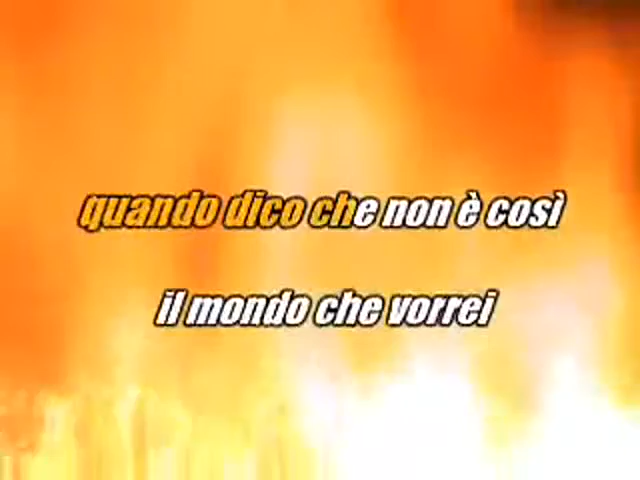 quando dico che non è così
il mondo che vorrei